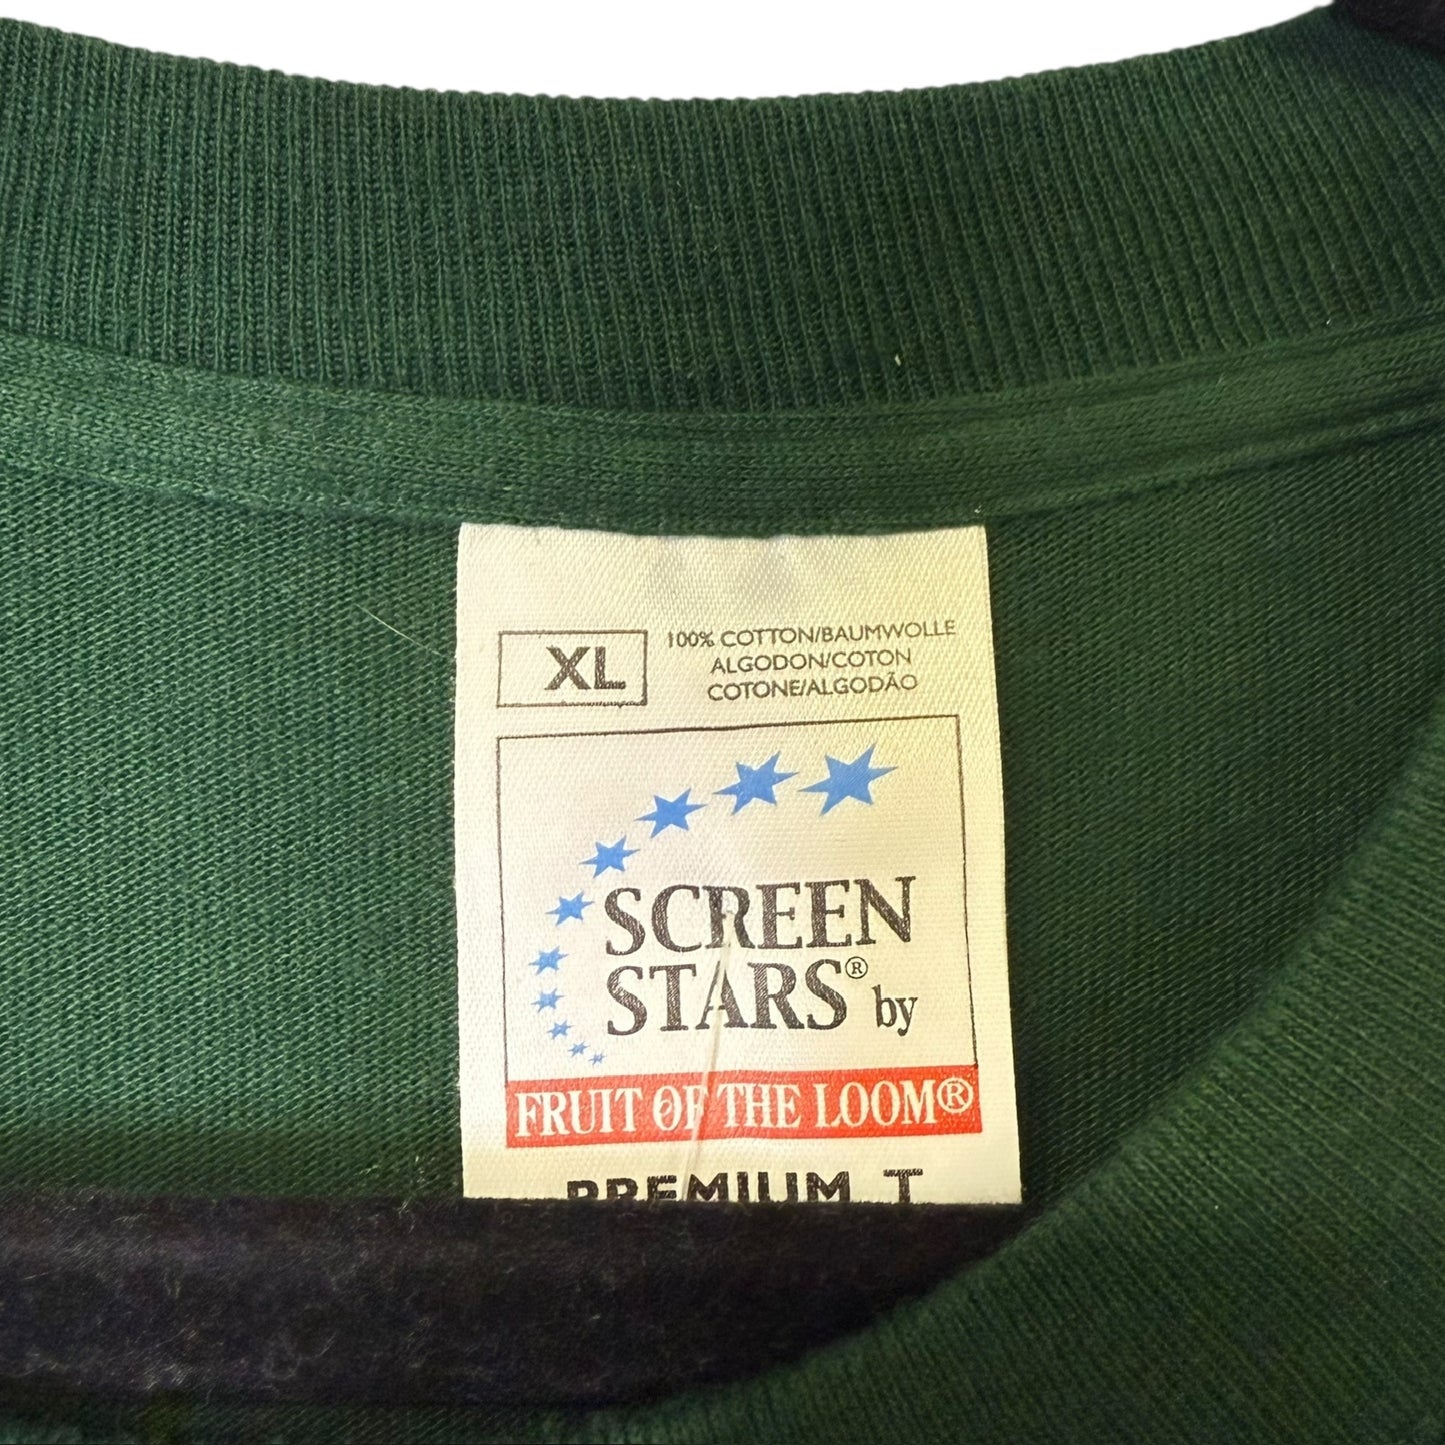 XL
100% COTTON/BAUMWOLLE
ALGODON/COTON
COTONE/ALGODÃO
SCREEN
STARS® by
FRUIT OF THE LOOM®
PREMIUM T